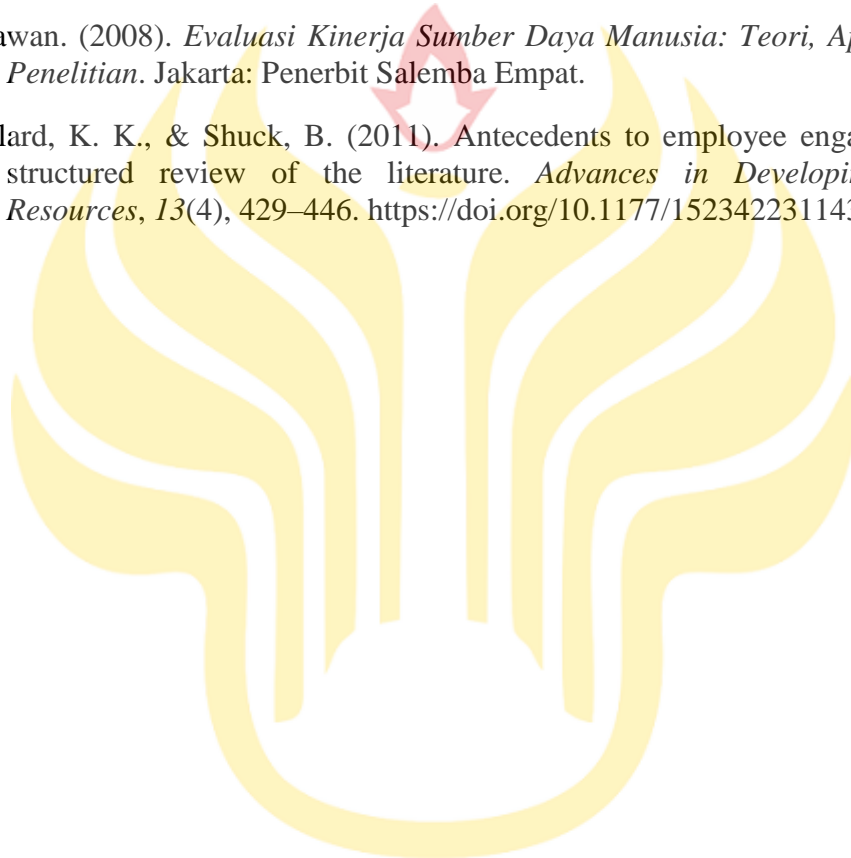 awan. (2008). Evaluasi Kinerja Sumber Daya Manusia: Teori, Ap
Penelitian. Jakarta: Penerbit Salemba Empat.
lard, K. K., & Shuck, B. (2011). Antecedents to employee enga
structured review of the literature. Advances in Developi
Resources, 13(4), 429–446. https://doi.org/10.1177/152342231143